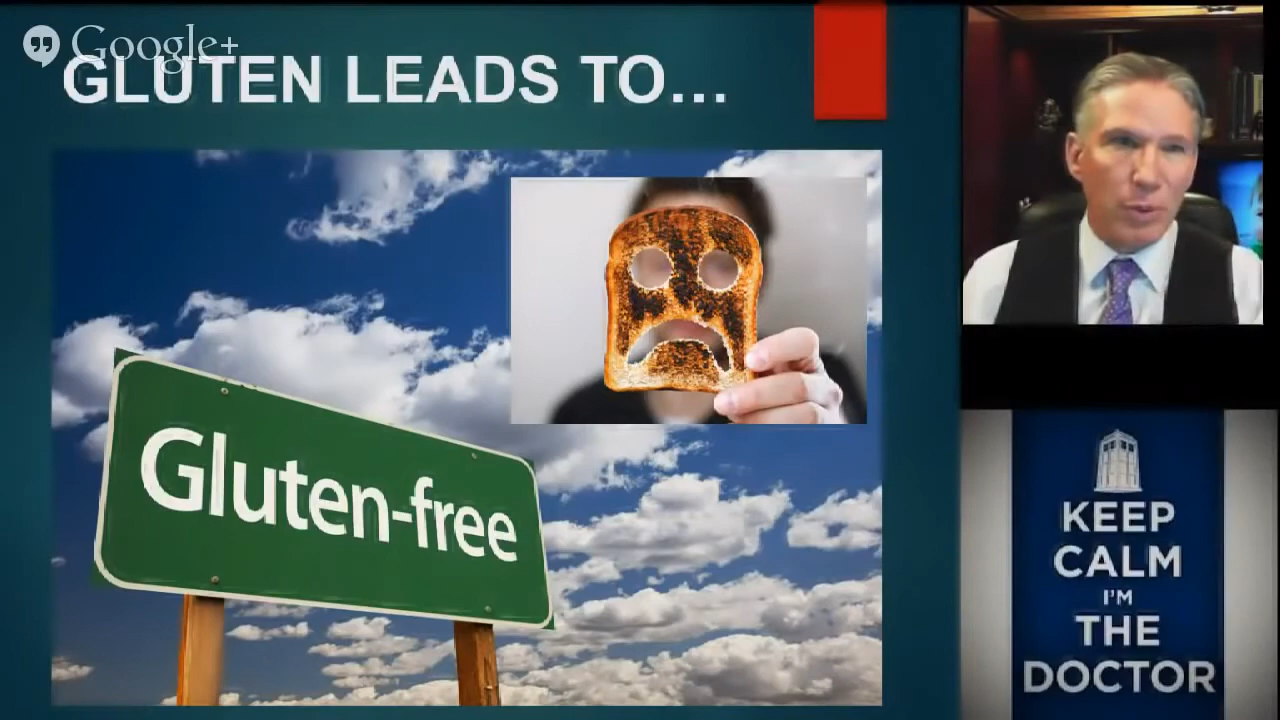 Google+
GLUTEN LEADS TO...
Gluten-free
KEEP
CALM
I'M
THE
DOCTOR